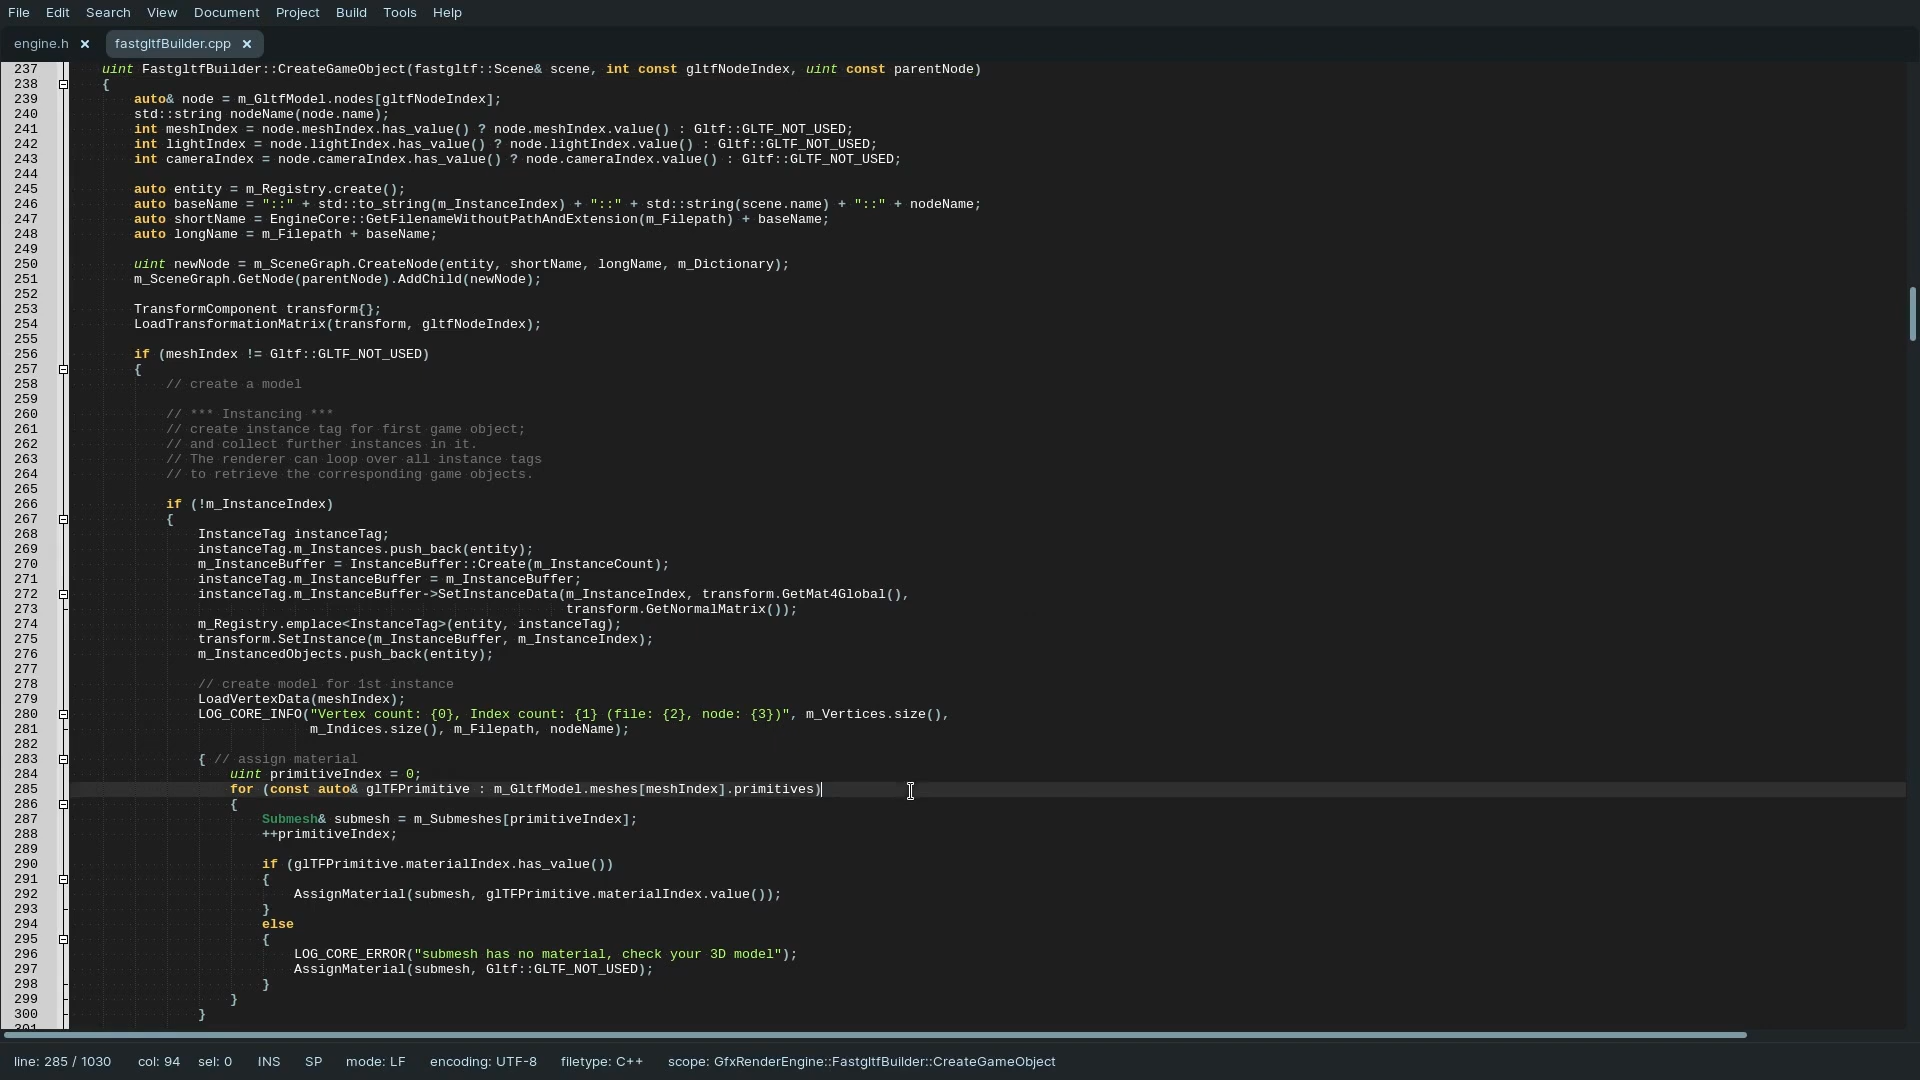 File Edit Search View Document Project Build Tools Help
engine.h × fastgltfBuilder.cpp ×
237 uint FastgltfBuilder::CreateGameObject(fastgltf::Scene& scene, int const gltfNodeIndex, uint const parentNode)
238 {
239 auto& node = m_GltfModel.nodes[gltfNodeIndex];
240 std::string nodeName(node.name);
241 int meshIndex = node.meshIndex.has_value() ? node.meshIndex.value() : Gltf::GLTF_NOT_USED;
242 int lightIndex = node.lightIndex.has_value() ? node.lightIndex.value() : Gltf::GLTF_NOT_USED;
243 int cameraIndex = node.cameraIndex.has_value() ? node.cameraIndex.value() : Gltf::GLTF_NOT_USED;
244
245 auto entity = m_Registry.create();
246 auto baseName = "::" + std::to_string(m_InstanceIndex) + "::" + std::string(scene.name) + "::" + nodeName;
247 auto shortName = EngineCore::GetFilenameWithoutPathAndExtension(m_Filepath) + baseName;
248 auto longName = m_Filepath + baseName;
249
250 uint newNode = m_SceneGraph.CreateNode(entity, shortName, longName, m_Dictionary);
251 m_SceneGraph.GetNode(parentNode).AddChild(newNode);
252
253 TransformComponent transform{};
254 LoadTransformationMatrix(transform, gltfNodeIndex);
255
256 if (meshIndex != Gltf::GLTF_NOT_USED)
257 {
258 // create a model
259
260 // *** Instancing ***
261 // create instance tag for first game object;
262 // and collect further instances in it.
263 // The renderer can loop over all instance tags
264 // to retrieve the corresponding game objects.
265
266 if (!m_InstanceIndex)
267 {
268 InstanceTag instanceTag;
269 instanceTag.m_Instances.push_back(entity);
270 m_InstanceBuffer = InstanceBuffer::Create(m_InstanceCount);
271 instanceTag.m_InstanceBuffer = m_InstanceBuffer;
272 instanceTag.m_InstanceBuffer->SetInstanceData(m_InstanceIndex, transform.GetMat4Global(),
273 transform.GetNormalMatrix());
274 m_Registry.emplace<InstanceTag>(entity, instanceTag);
275 transform.SetInstance(m_InstanceBuffer, m_InstanceIndex);
276 m_InstancedObjects.push_back(entity);
277
278 // create model for 1st instance
279 LoadVertexData(meshIndex);
280 LOG_CORE_INFO("Vertex count: {0}, Index count: {1} (file: {2}, node: {3})", m_Vertices.size(),
281 m_Indices.size(), m_Filepath, nodeName);
282
283 { // assign material
284 uint primitiveIndex = 0;
285 for (const auto& glTFPrimitive : m_GltfModel.meshes[meshIndex].primitives)
286 {
287 Submesh& submesh = m_Submeshes[primitiveIndex];
288 ++primitiveIndex;
289
290 if (glTFPrimitive.materialIndex.has_value())
291 {
292 AssignMaterial(submesh, glTFPrimitive.materialIndex.value());
293 }
294 else
295 {
296 LOG_CORE_ERROR("submesh has no material, check your 3D model");
297 AssignMaterial(submesh, Gltf::GLTF_NOT_USED);
298 }
299 }
300 }
301
line: 285 / 1030 col: 94 sel: 0 INS SP mode: LF encoding: UTF-8 filetype: C++ scope: GfxRenderEngine::FastgltfBuilder::CreateGameObject